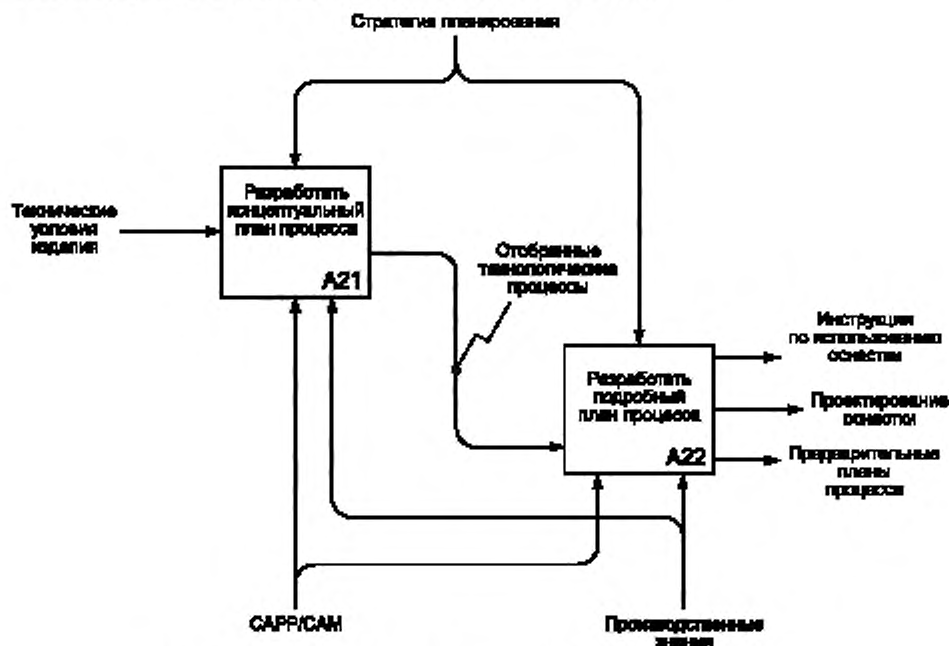 Стратегия планирования
Разработать
концептуальный
план процесса
A21
Технические
условия
изделия
Отобранные
технологические
процессы
Инструкции
по использованию
оснастки
Разработать
подробный
план процесса
A22
Проектирование
оснастки
Предварительные
планы
процесса
CAPP/CAM
Производственные
знания